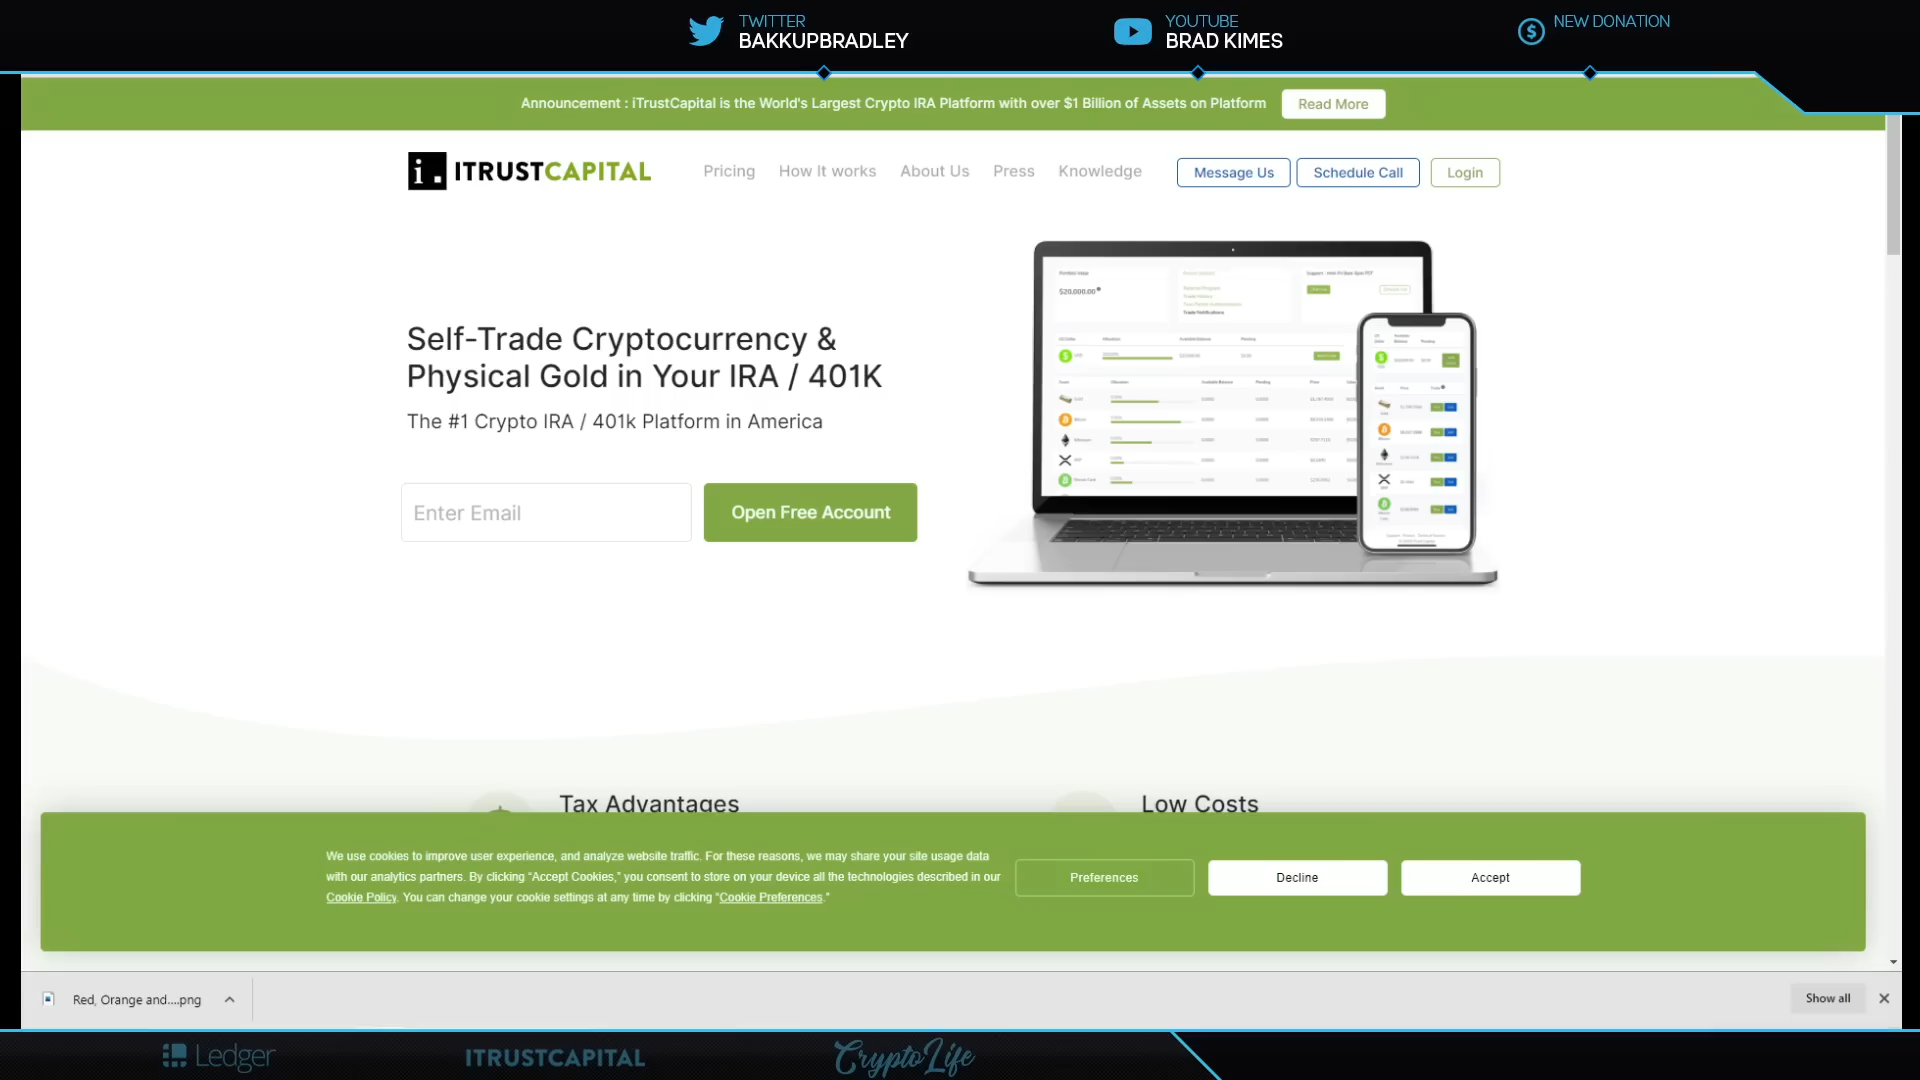 TWITTER
BAKKUPBRADLEY
YOUTUBE
BRAD KIMES
NEW DONATION
Announcement : iTrustCapital is the World's Largest Crypto IRA Platform with over $1 Billion of Assets on Platform
Read More
i. ITRUSTCAPITAL
Pricing
How It works
About Us
Press
Knowledge
Message Us
Schedule Call
Login
Self-Trade Cryptocurrency &
Physical Gold in Your IRA / 401K
The #1 Crypto IRA / 401k Platform in America
Enter Email
Open Free Account
$20,000.00
Tax Advantages
Low Costs
We use cookies to improve user experience, and analyze website traffic. For these reasons, we may share your site usage data
with our analytics partners. By clicking "Accept Cookies," you consent to store on your device all the technologies described in our
Cookie Policy. You can change your cookie settings at any time by clicking "Cookie Preferences."
Preferences
Decline
Accept
Red, Orange and....png
Show all
Ledger
ITRUSTCAPITAL
CryptoLife